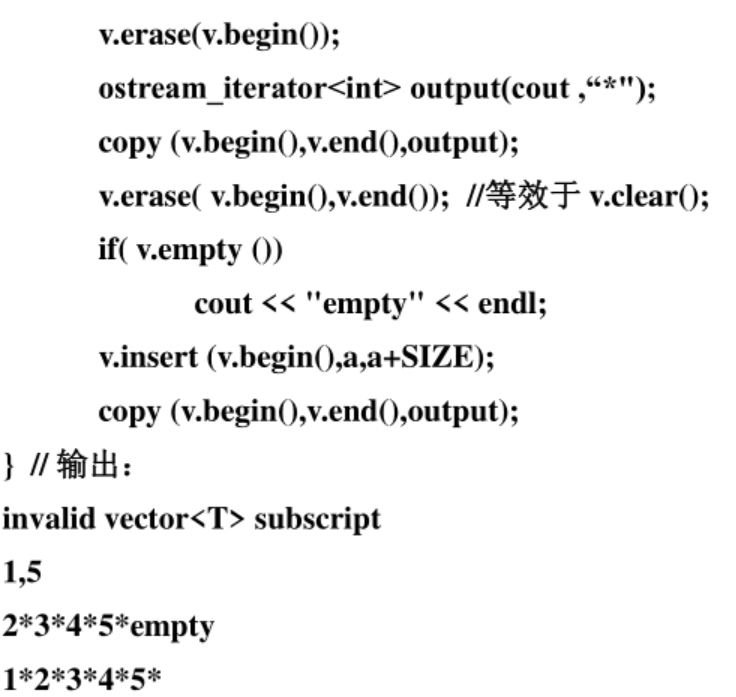 v.erase(v.begin());
ostream_iterator<int> output(cout ,“*");
copy (v.begin(),v.end(),output);
v.erase( v.begin(),v.end()); //等效于 v.clear();
if( v.empty ())
cout << "empty" << endl;
v.insert (v.begin(),a,a+SIZE);
copy (v.begin(),v.end(),output);
} // 输出：
invalid vector<T> subscript
1,5
2*3*4*5*empty
1*2*3*4*5*